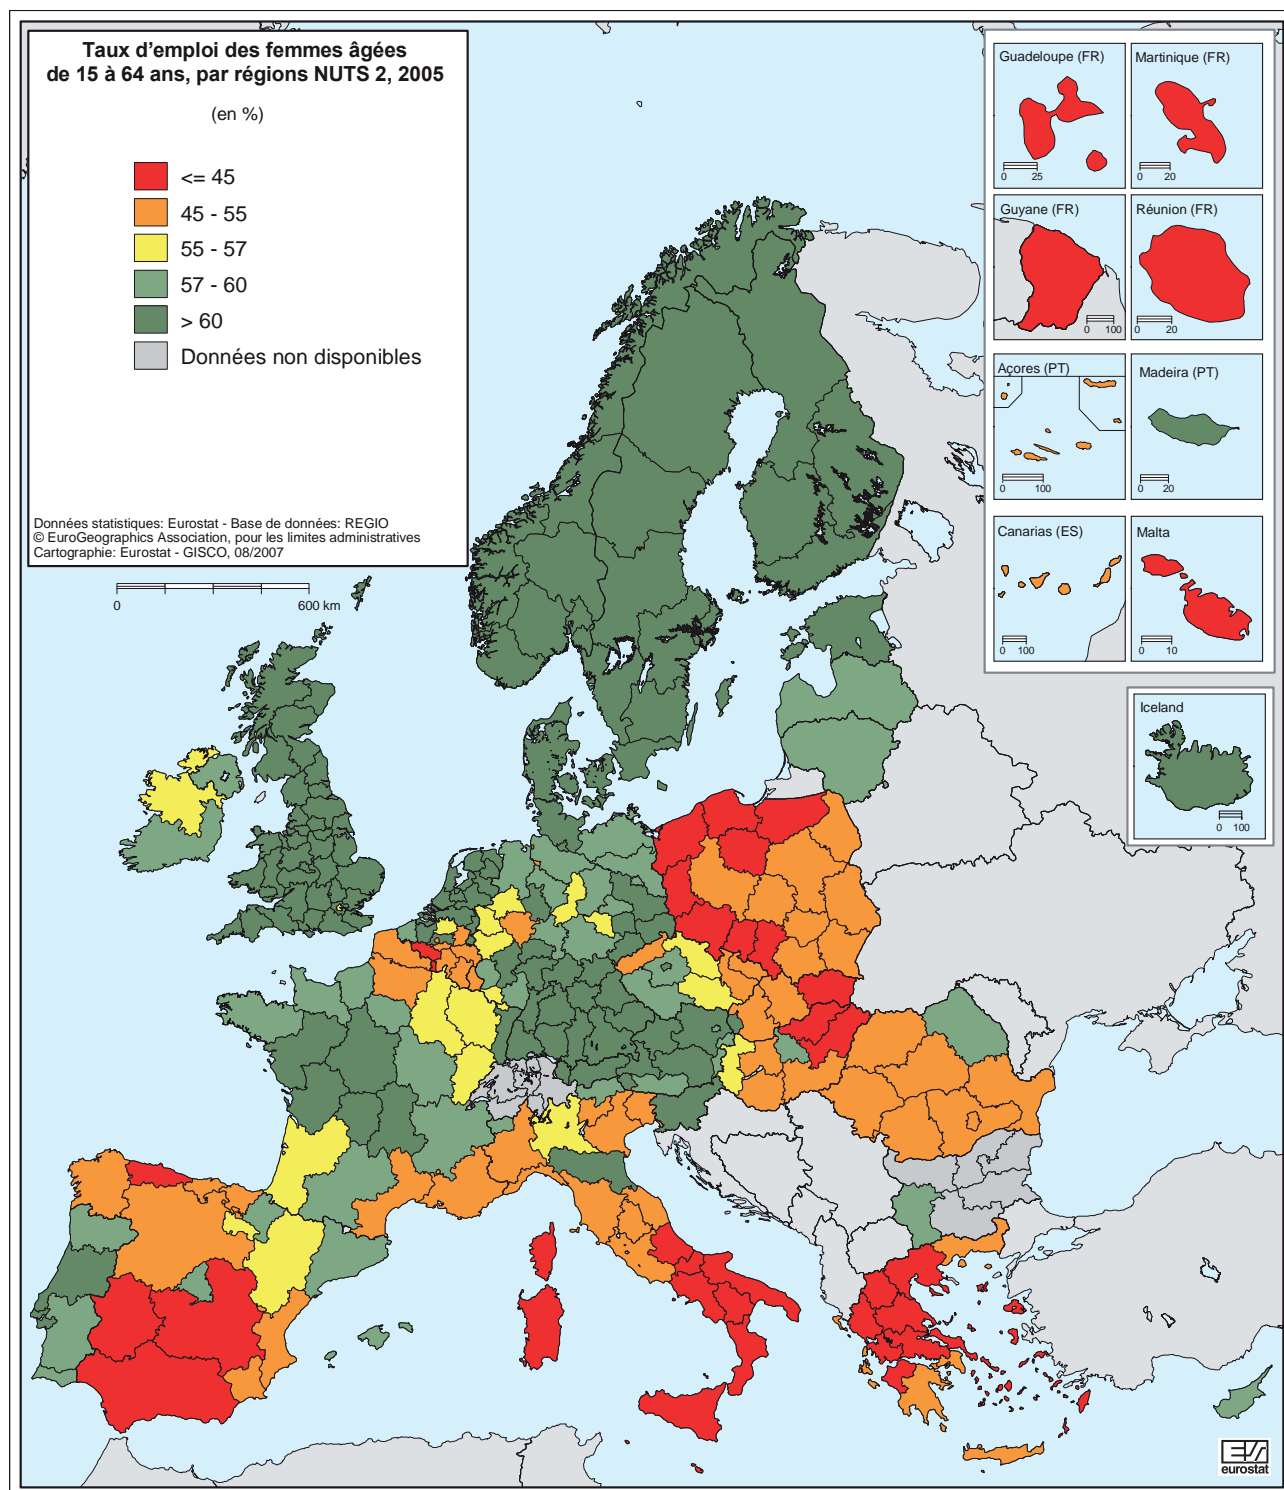 Taux d'emploi des femmes âgées
de 15 à 64 ans, par régions NUTS 2, 2005
(en %)
<= 45
45 - 55
55 - 57
57 - 60
> 60
Données non disponibles
Données statistiques: Eurostat - Base de données: REGIO
© EuroGeographics Association, pour les limites administratives
Cartographie: Eurostat - GISCO, 08/2007
0 600 km
Guadeloupe (FR)
0 25
Martinique (FR)
0 20
Guyane (FR)
0 100
Réunion (FR)
0 20
Açores (PT)
0 100
Madeira (PT)
0 20
Canarias (ES)
0 100
Malta
0 10
Iceland
0 100
eurostat